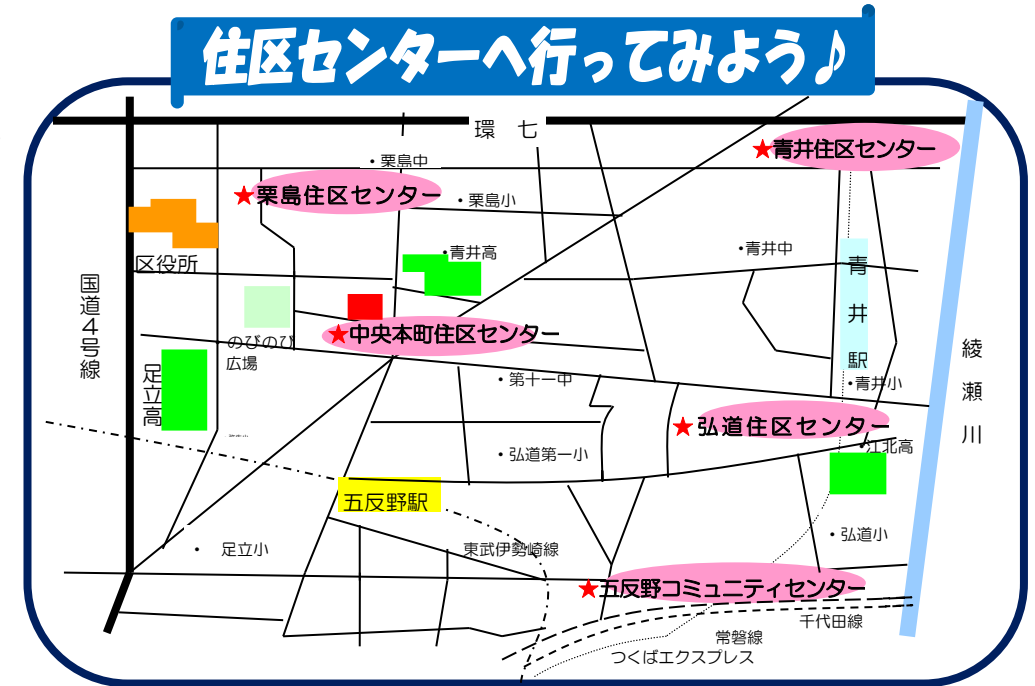 住区センターへ行ってみよう♪
環 七
★青井住区センター
・栗島中
★栗島住区センター
・栗島小
・青井高
・青井中
区役所
青井駅
国道4号線
★中央本町住区センター
・のびのび
広場
綾瀬川
足立高
・第十一中
・青井小
★弘道住区センター
・江北高
・弘道第一小
五反野駅
・弘道小
・ 足立小
東武伊勢崎線
★五反野コミュニティセンター
千代田線
常磐線
つくばエクスプレス